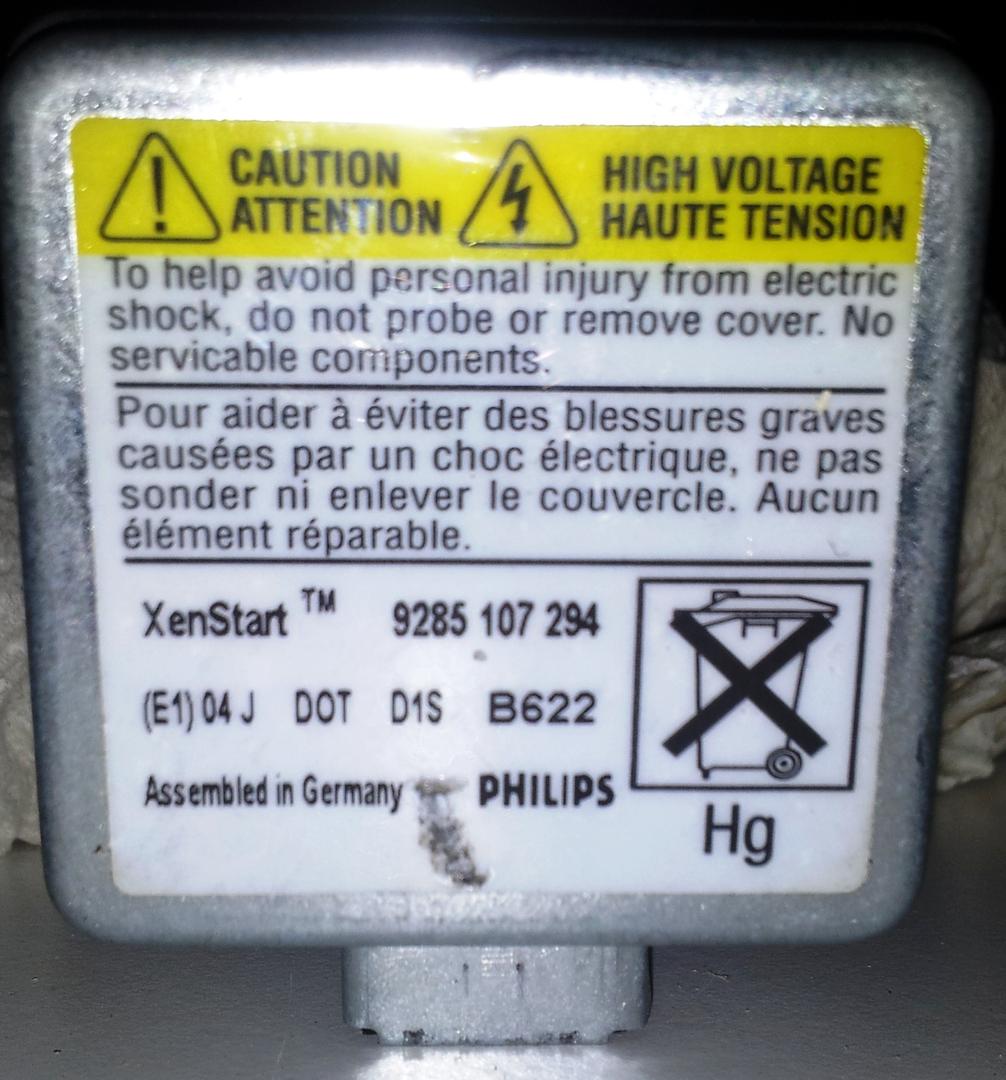 CAUTION
ATTENTION
HIGH VOLTAGE
HAUTE TENSION
To help avoid personal injury from electric
shock, do not probe or remove cover. No
servicable components.
Pour aider à éviter des blessures graves
causées par un choc électrique, ne pas
sonder ni enlever le couvercle. Aucun
élément réparable.
XenStart ™ 9285 107 294
(E1) 04 J DOT D1S B622
Assembled in Germany PHILIPS
Hg